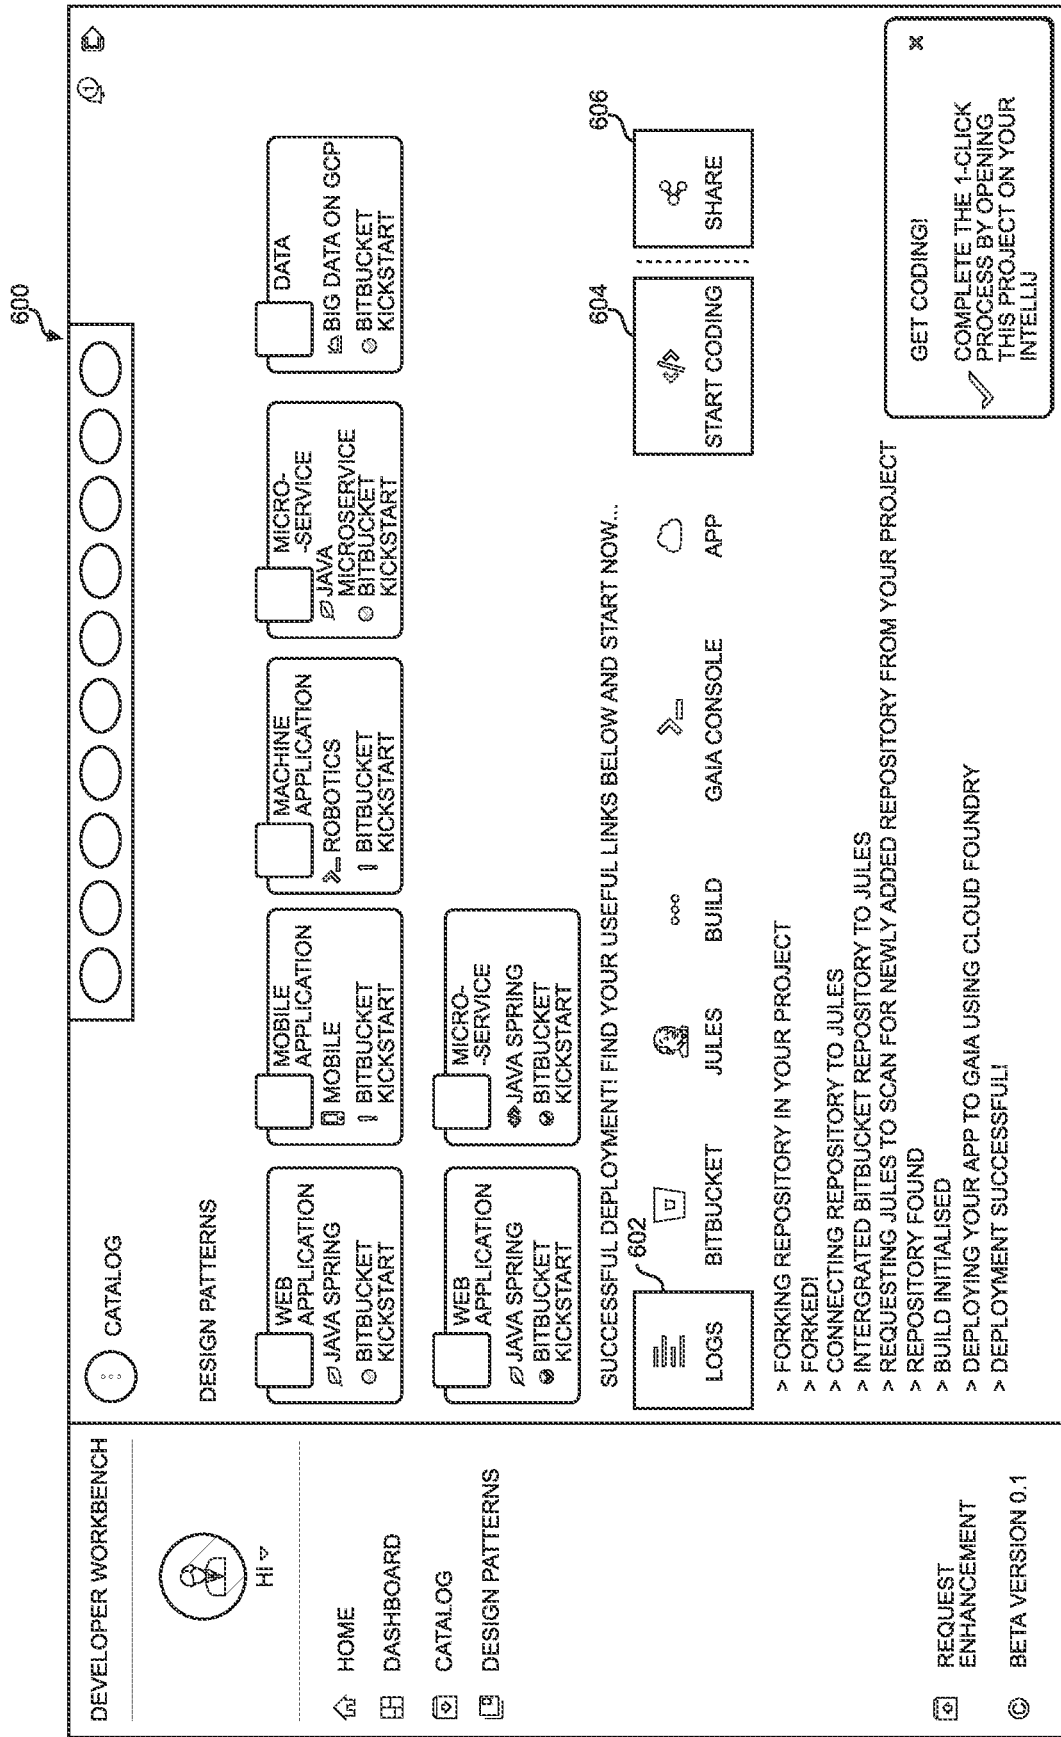 600
DEVELOPER WORKBENCH
Hi
HOME
DASHBOARD
CATALOG
DESIGN PATTERNS
REQUEST
ENHANCEMENT
BETA VERSION 0.1
CATALOG
1
DESIGN PATTERNS
WEB
APPLICATION
JAVA SPRING
BITBUCKET
KICKSTART
MOBILE
APPLICATION
MOBILE
BITBUCKET
KICKSTART
MACHINE
APPLICATION
ROBOTICS
BITBUCKET
KICKSTART
MICRO-
-SERVICE
JAVA
MICROSERVICE
BITBUCKET
KICKSTART
DATA
BIG DATA ON GCP
BITBUCKET
KICKSTART
WEB
APPLICATION
JAVA SPRING
BITBUCKET
KICKSTART
MICRO-
-SERVICE
JAVA SPRING
BITBUCKET
KICKSTART
SUCCESSFUL DEPLOYMENT! FIND YOUR USEFUL LINKS BELOW AND START NOW...
602
604
606
LOGS
BITBUCKET
JULES
BUILD
GAIA CONSOLE
APP
START CODING
SHARE
> FORKING REPOSITORY IN YOUR PROJECT
> FORKED!
> CONNECTING REPOSITORY TO JULES
> INTERGRATED BITBUCKET REPOSITORY TO JULES
> REQUESTING JULES TO SCAN FOR NEWLY ADDED REPOSITORY FROM YOUR PROJECT
> REPOSITORY FOUND
> BUILD INITIALISED
> DEPLOYING YOUR APP TO GAIA USING CLOUD FOUNDRY
> DEPLOYMENT SUCCESSFUL!
GET CODING! X
COMPLETE THE 1-CLICK
PROCESS BY OPENING
THIS PROJECT ON YOUR
INTELLIJ